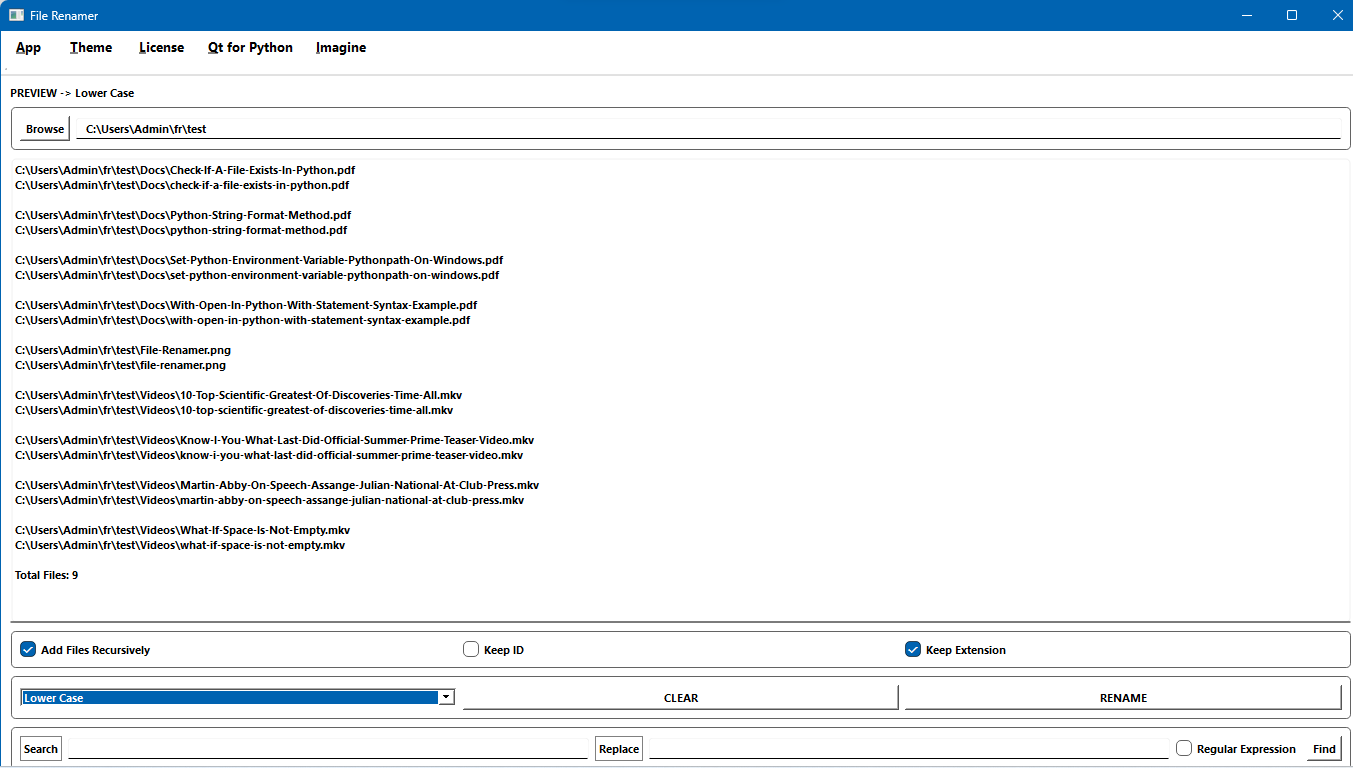 File Renamer
App Theme License Qt for Python Imagine
PREVIEW -> Lower Case
Browse C:\Users\Admin\fr\test
C:\Users\Admin\fr\test\Docs\Check-If-A-File-Exists-In-Python.pdf
C:\Users\Admin\fr\test\Docs\check-if-a-file-exists-in-python.pdf
C:\Users\Admin\fr\test\Docs\Python-String-Format-Method.pdf
C:\Users\Admin\fr\test\Docs\python-string-format-method.pdf
C:\Users\Admin\fr\test\Docs\Set-Python-Environment-Variable-Pythonpath-On-Windows.pdf
C:\Users\Admin\fr\test\Docs\set-python-environment-variable-pythonpath-on-windows.pdf
C:\Users\Admin\fr\test\Docs\With-Open-In-Python-With-Statement-Syntax-Example.pdf
C:\Users\Admin\fr\test\Docs\with-open-in-python-with-statement-syntax-example.pdf
C:\Users\Admin\fr\test\File-Renamer.png
C:\Users\Admin\fr\test\file-renamer.png
C:\Users\Admin\fr\test\Videos\10-Top-Scientific-Greatest-Of-Discoveries-Time-All.mkv
C:\Users\Admin\fr\test\Videos\10-top-scientific-greatest-of-discoveries-time-all.mkv
C:\Users\Admin\fr\test\Videos\Know-I-You-What-Last-Did-Official-Summer-Prime-Teaser-Video.mkv
C:\Users\Admin\fr\test\Videos\know-i-you-what-last-did-official-summer-prime-teaser-video.mkv
C:\Users\Admin\fr\test\Videos\Martin-Abby-On-Speech-Assange-Julian-National-At-Club-Press.mkv
C:\Users\Admin\fr\test\Videos\martin-abby-on-speech-assange-julian-national-at-club-press.mkv
C:\Users\Admin\fr\test\Videos\What-If-Space-Is-Not-Empty.mkv
C:\Users\Admin\fr\test\Videos\what-if-space-is-not-empty.mkv
Total Files: 9
Add Files Recursively Keep ID Keep Extension
Lower Case CLEAR RENAME
Search Replace Regular Expression Find